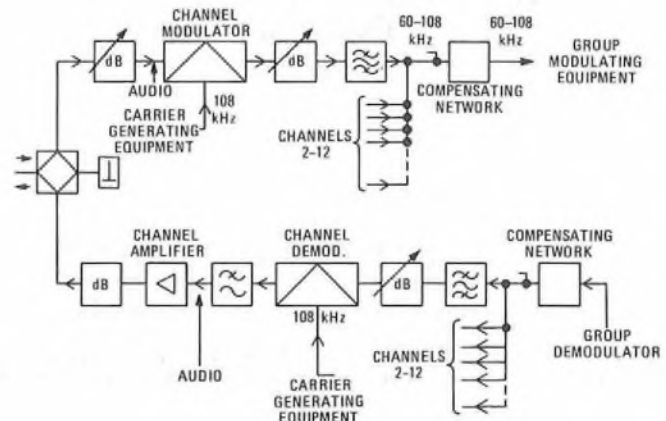 CHANNEL
MODULATOR
60–108
kHz
60–108
kHz
dB
dB
GROUP
MODULATING
EQUIPMENT
AUDIO
108
kHz
CARRIER
GENERATING
EQUIPMENT
COMPENSATING
NETWORK
CHANNELS
2–12
CHANNEL
AMPLIFIER
CHANNEL
DEMOD.
COMPENSATING
NETWORK
dB
dB
108 kHz
GROUP
DEMODULATOR
AUDIO
CHANNELS
2–12
CARRIER
GENERATING
EQUIPMENT